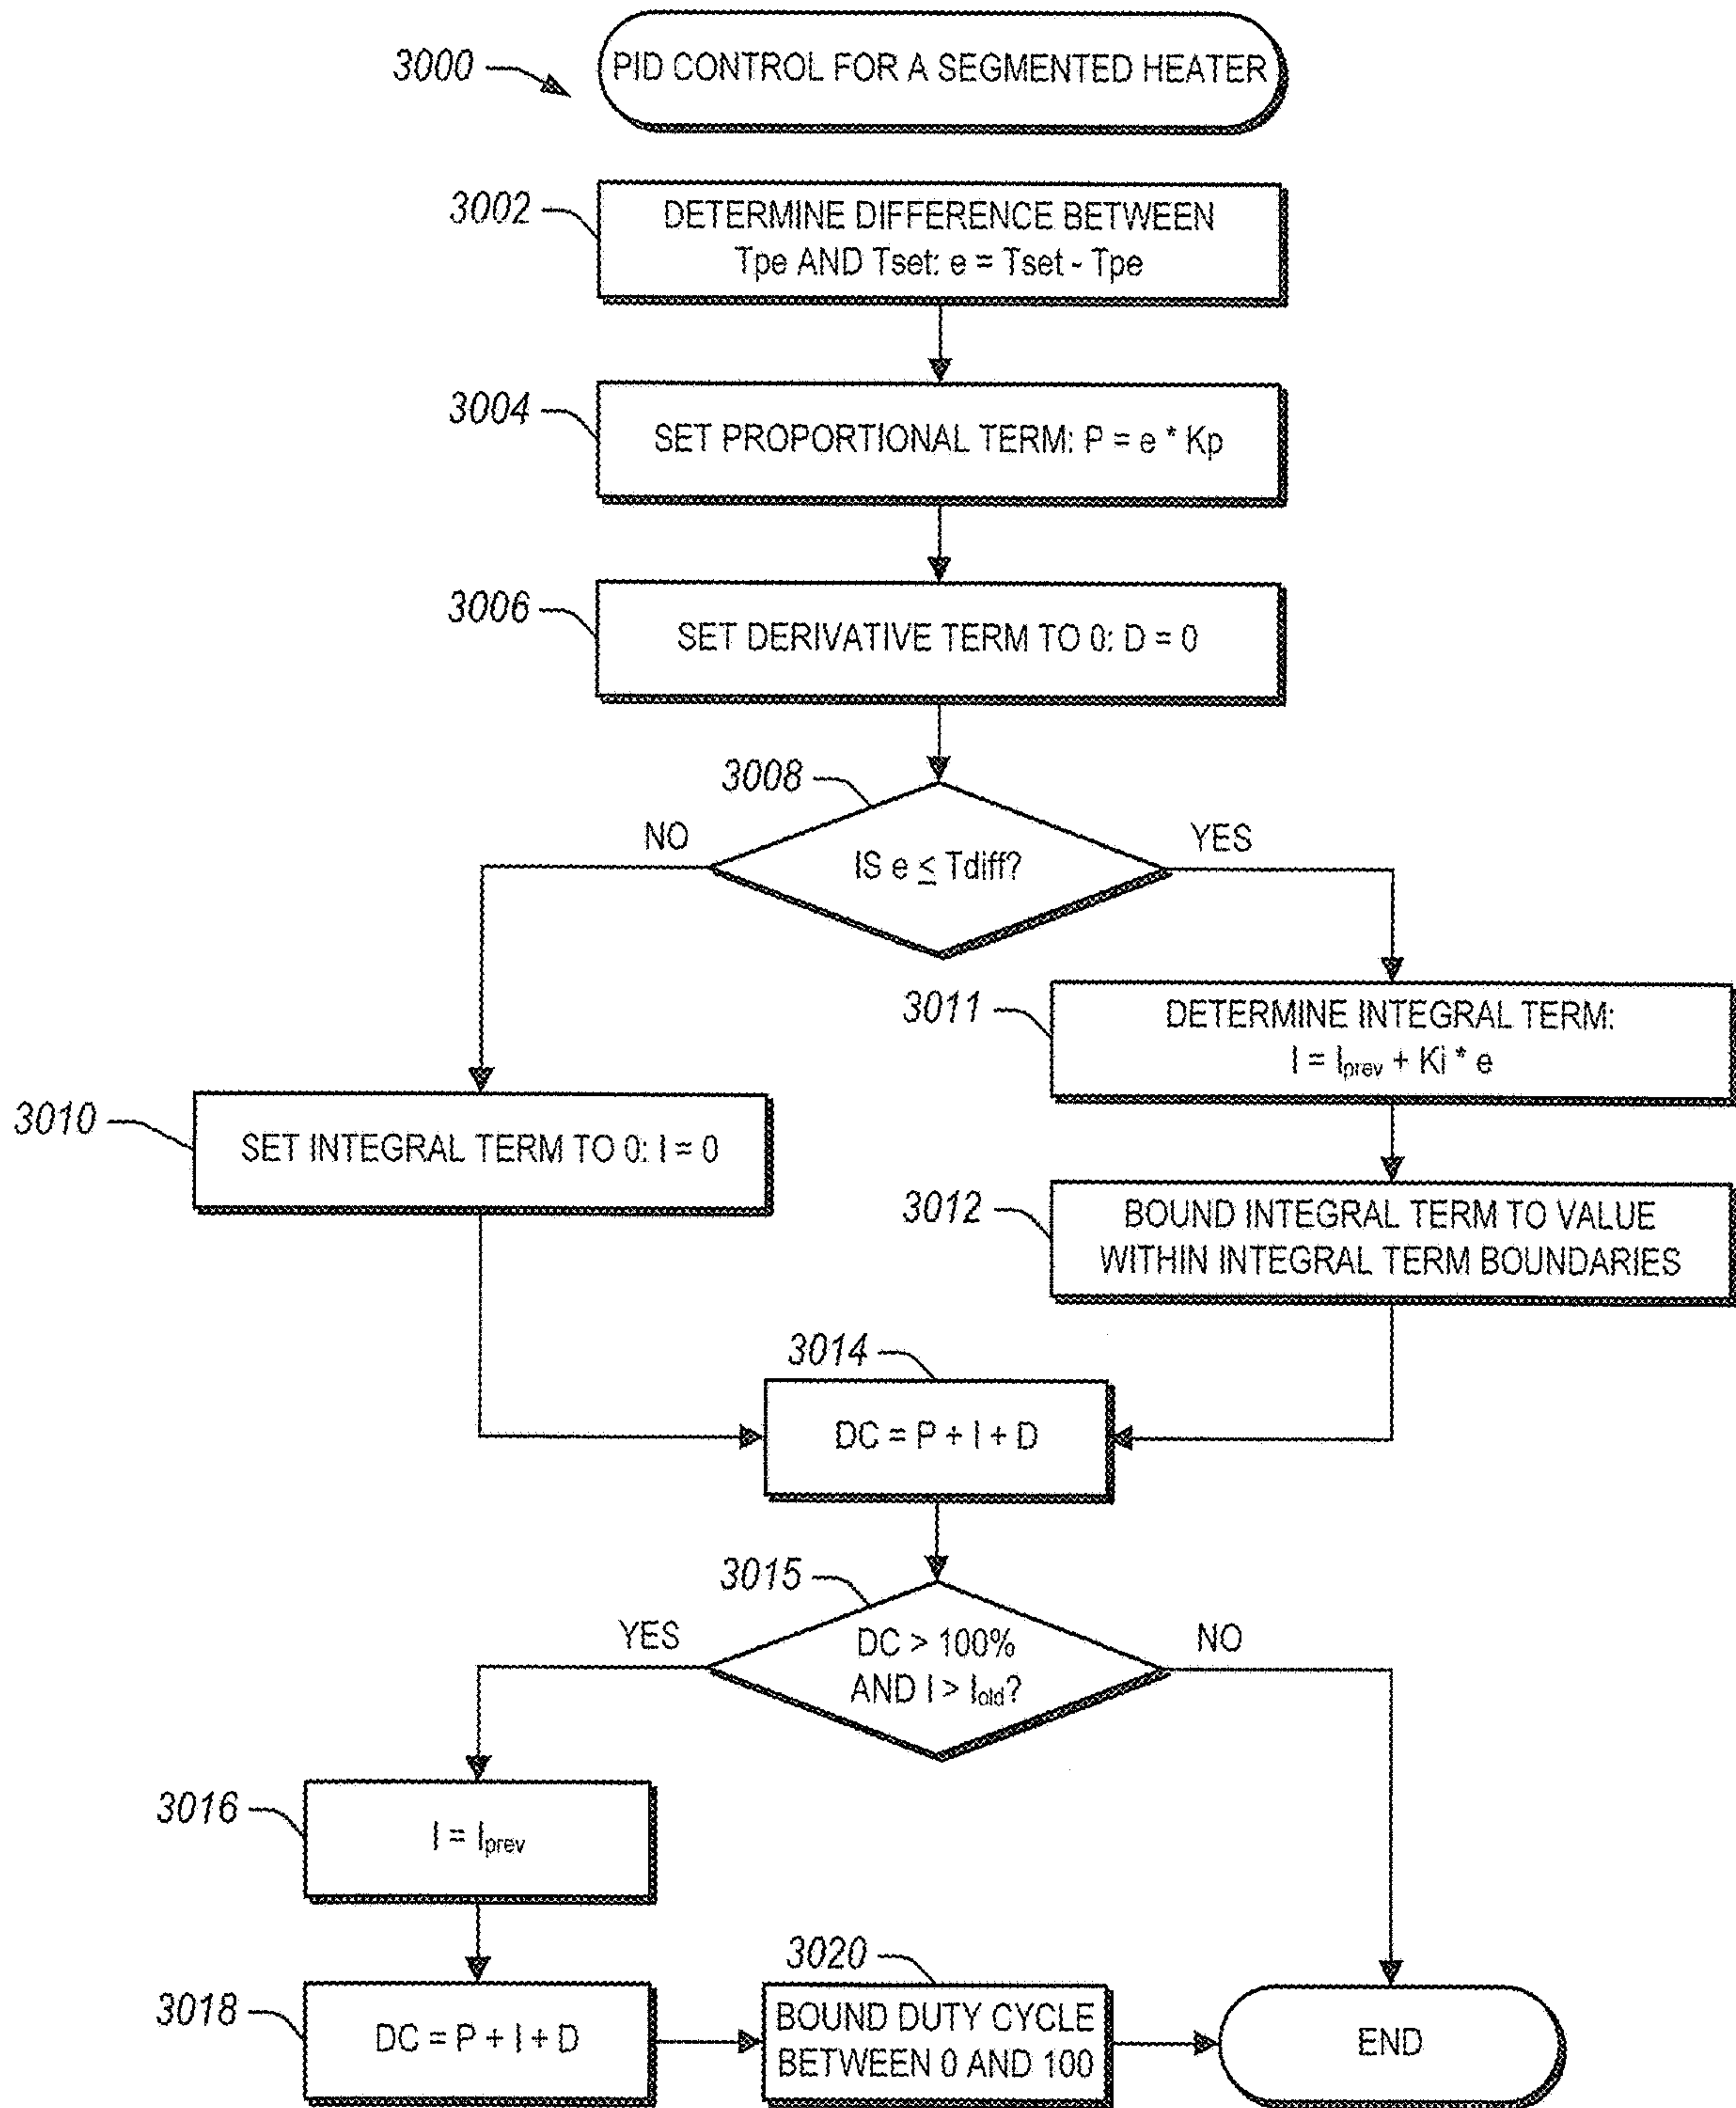 3000
PID CONTROL FOR A SEGMENTED HEATER
3002
DETERMINE DIFFERENCE BETWEEN
Tpe AND Tset: e = Tset - Tpe
3004
SET PROPORTIONAL TERM: P = e * Kp
3006
SET DERIVATIVE TERM TO 0: D = 0
3008
NO
YES
IS e ≤ Tdiff?
3011
DETERMINE INTEGRAL TERM:
I = Iprev + Ki * e
3010
SET INTEGRAL TERM TO 0: I = 0
3012
BOUND INTEGRAL TERM TO VALUE
WITHIN INTEGRAL TERM BOUNDARIES
3014
DC = P + I + D
3015
YES
NO
DC > 100%
AND I > Iold?
3016
I = Iprev
3018
DC = P + I + D
3020
BOUND DUTY CYCLE
BETWEEN 0 AND 100
END